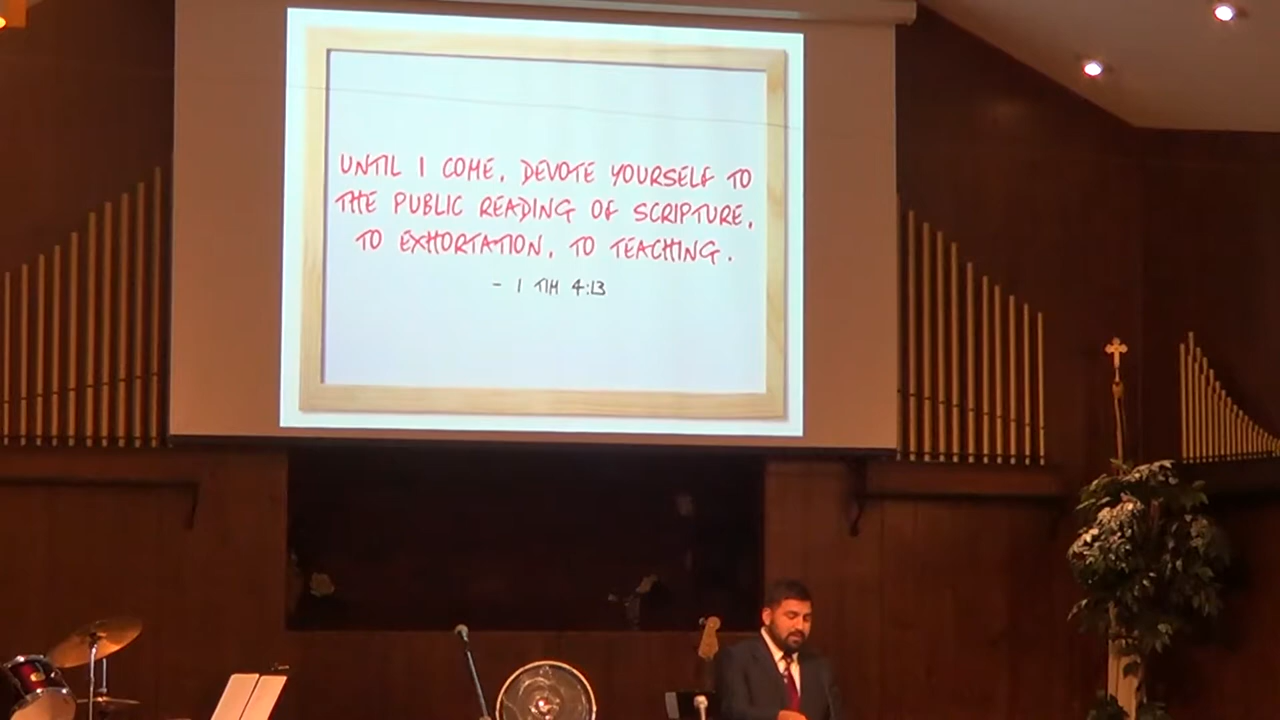 UNTIL I COME, DEVOTE YOURSELF TO
THE PUBLIC READING OF SCRIPTURE,
TO EXHORTATION, TO TEACHING.
- 1 TIM 4:13